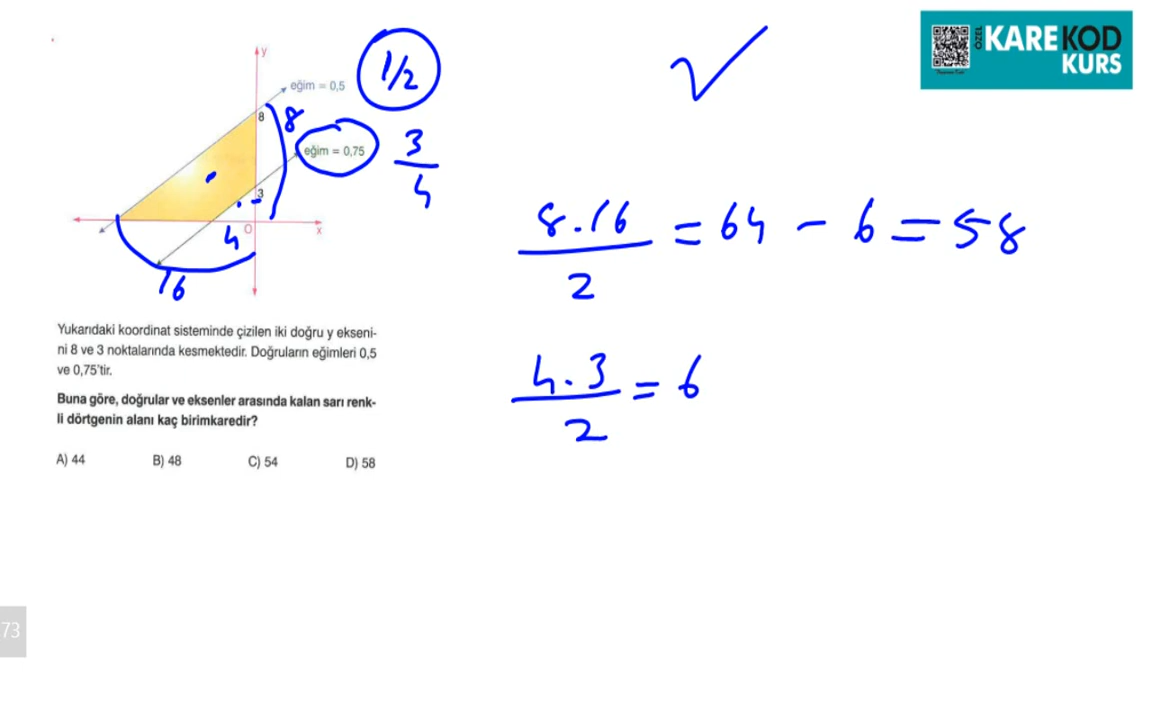 ÖZEL KAREKOD
KURS
y
1/2
eğim = 0,5
8
8
eğim = 0,75
3/4
3
O
x
4
16
8.16/2 = 64 - 6 = 58
4.3/2 = 6
Yukarıdaki koordinat sisteminde çizilen iki doğru y ekseni-
ni 8 ve 3 noktalarında kesmektedir. Doğruların eğimleri 0,5
ve 0,75'tir.
Buna göre, doğrular ve eksenler arasında kalan sarı renk-
li dörtgenin alanı kaç birimkaredir?
A) 44 B) 48 C) 54 D) 58
73